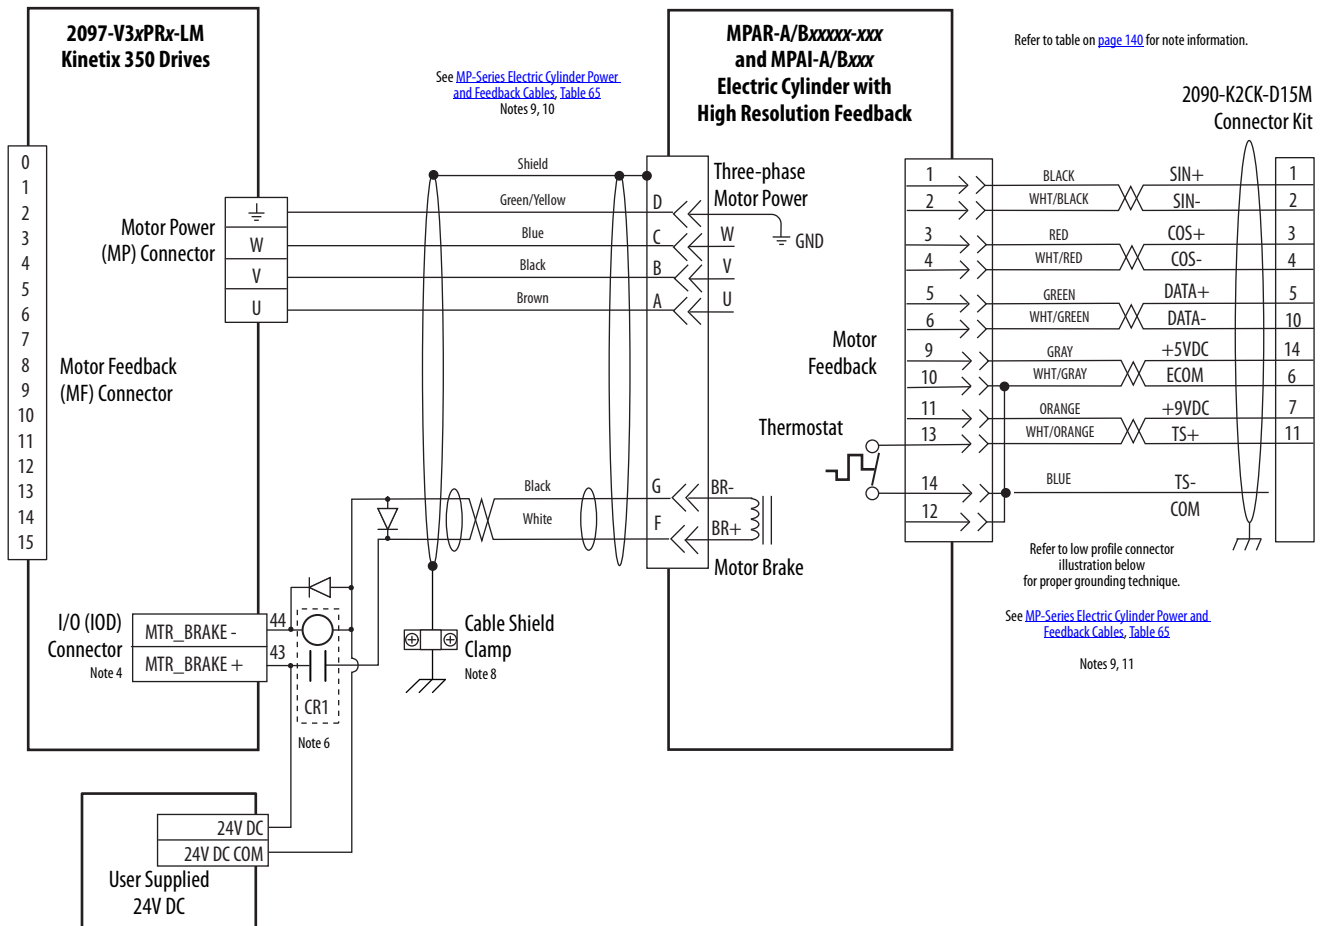 2097-V3xPRx-LM
Kinetix 350 Drives
See MP-Series Electric Cylinder Power
and Feedback Cables, Table 65
Notes 9, 10
MPAR-A/Bxxxxx-xxx
and MPAI-A/Bxxx
Electric Cylinder with
High Resolution Feedback
Refer to table on page 140 for note information.
2090-K2CK-D15M
Connector Kit
0
1
2
3
4
5
6
7
8
9
10
11
12
13
14
15
Motor Power
(MP) Connector
W
V
U
Motor Feedback
(MF) Connector
Shield
Green/Yellow
Blue
Black
Brown
D
C
B
A
Three-phase
Motor Power
GND
W
V
U
Black
White
G
F
BR-
BR+
Motor Brake
Motor
Feedback
Thermostat
1 BLACK SIN+ 1
2 WHT/BLACK SIN- 2
3 RED COS+ 3
4 WHT/RED COS- 4
5 GREEN DATA+ 5
6 WHT/GREEN DATA- 10
9 GRAY +5VDC 14
10 WHT/GRAY ECOM 6
11 ORANGE +9VDC 7
13 WHT/ORANGE TS+ 11
14 BLUE TS-
12 COM
Refer to low profile connector
illustration below
for proper grounding technique.
See MP-Series Electric Cylinder Power and
Feedback Cables, Table 65
Notes 9, 11
I/O (IOD)
Connector
Note 4
MTR_BRAKE - 44
MTR_BRAKE + 43
CR1
Note 6
Cable Shield
Clamp
Note 8
24V DC
24V DC COM
User Supplied
24V DC